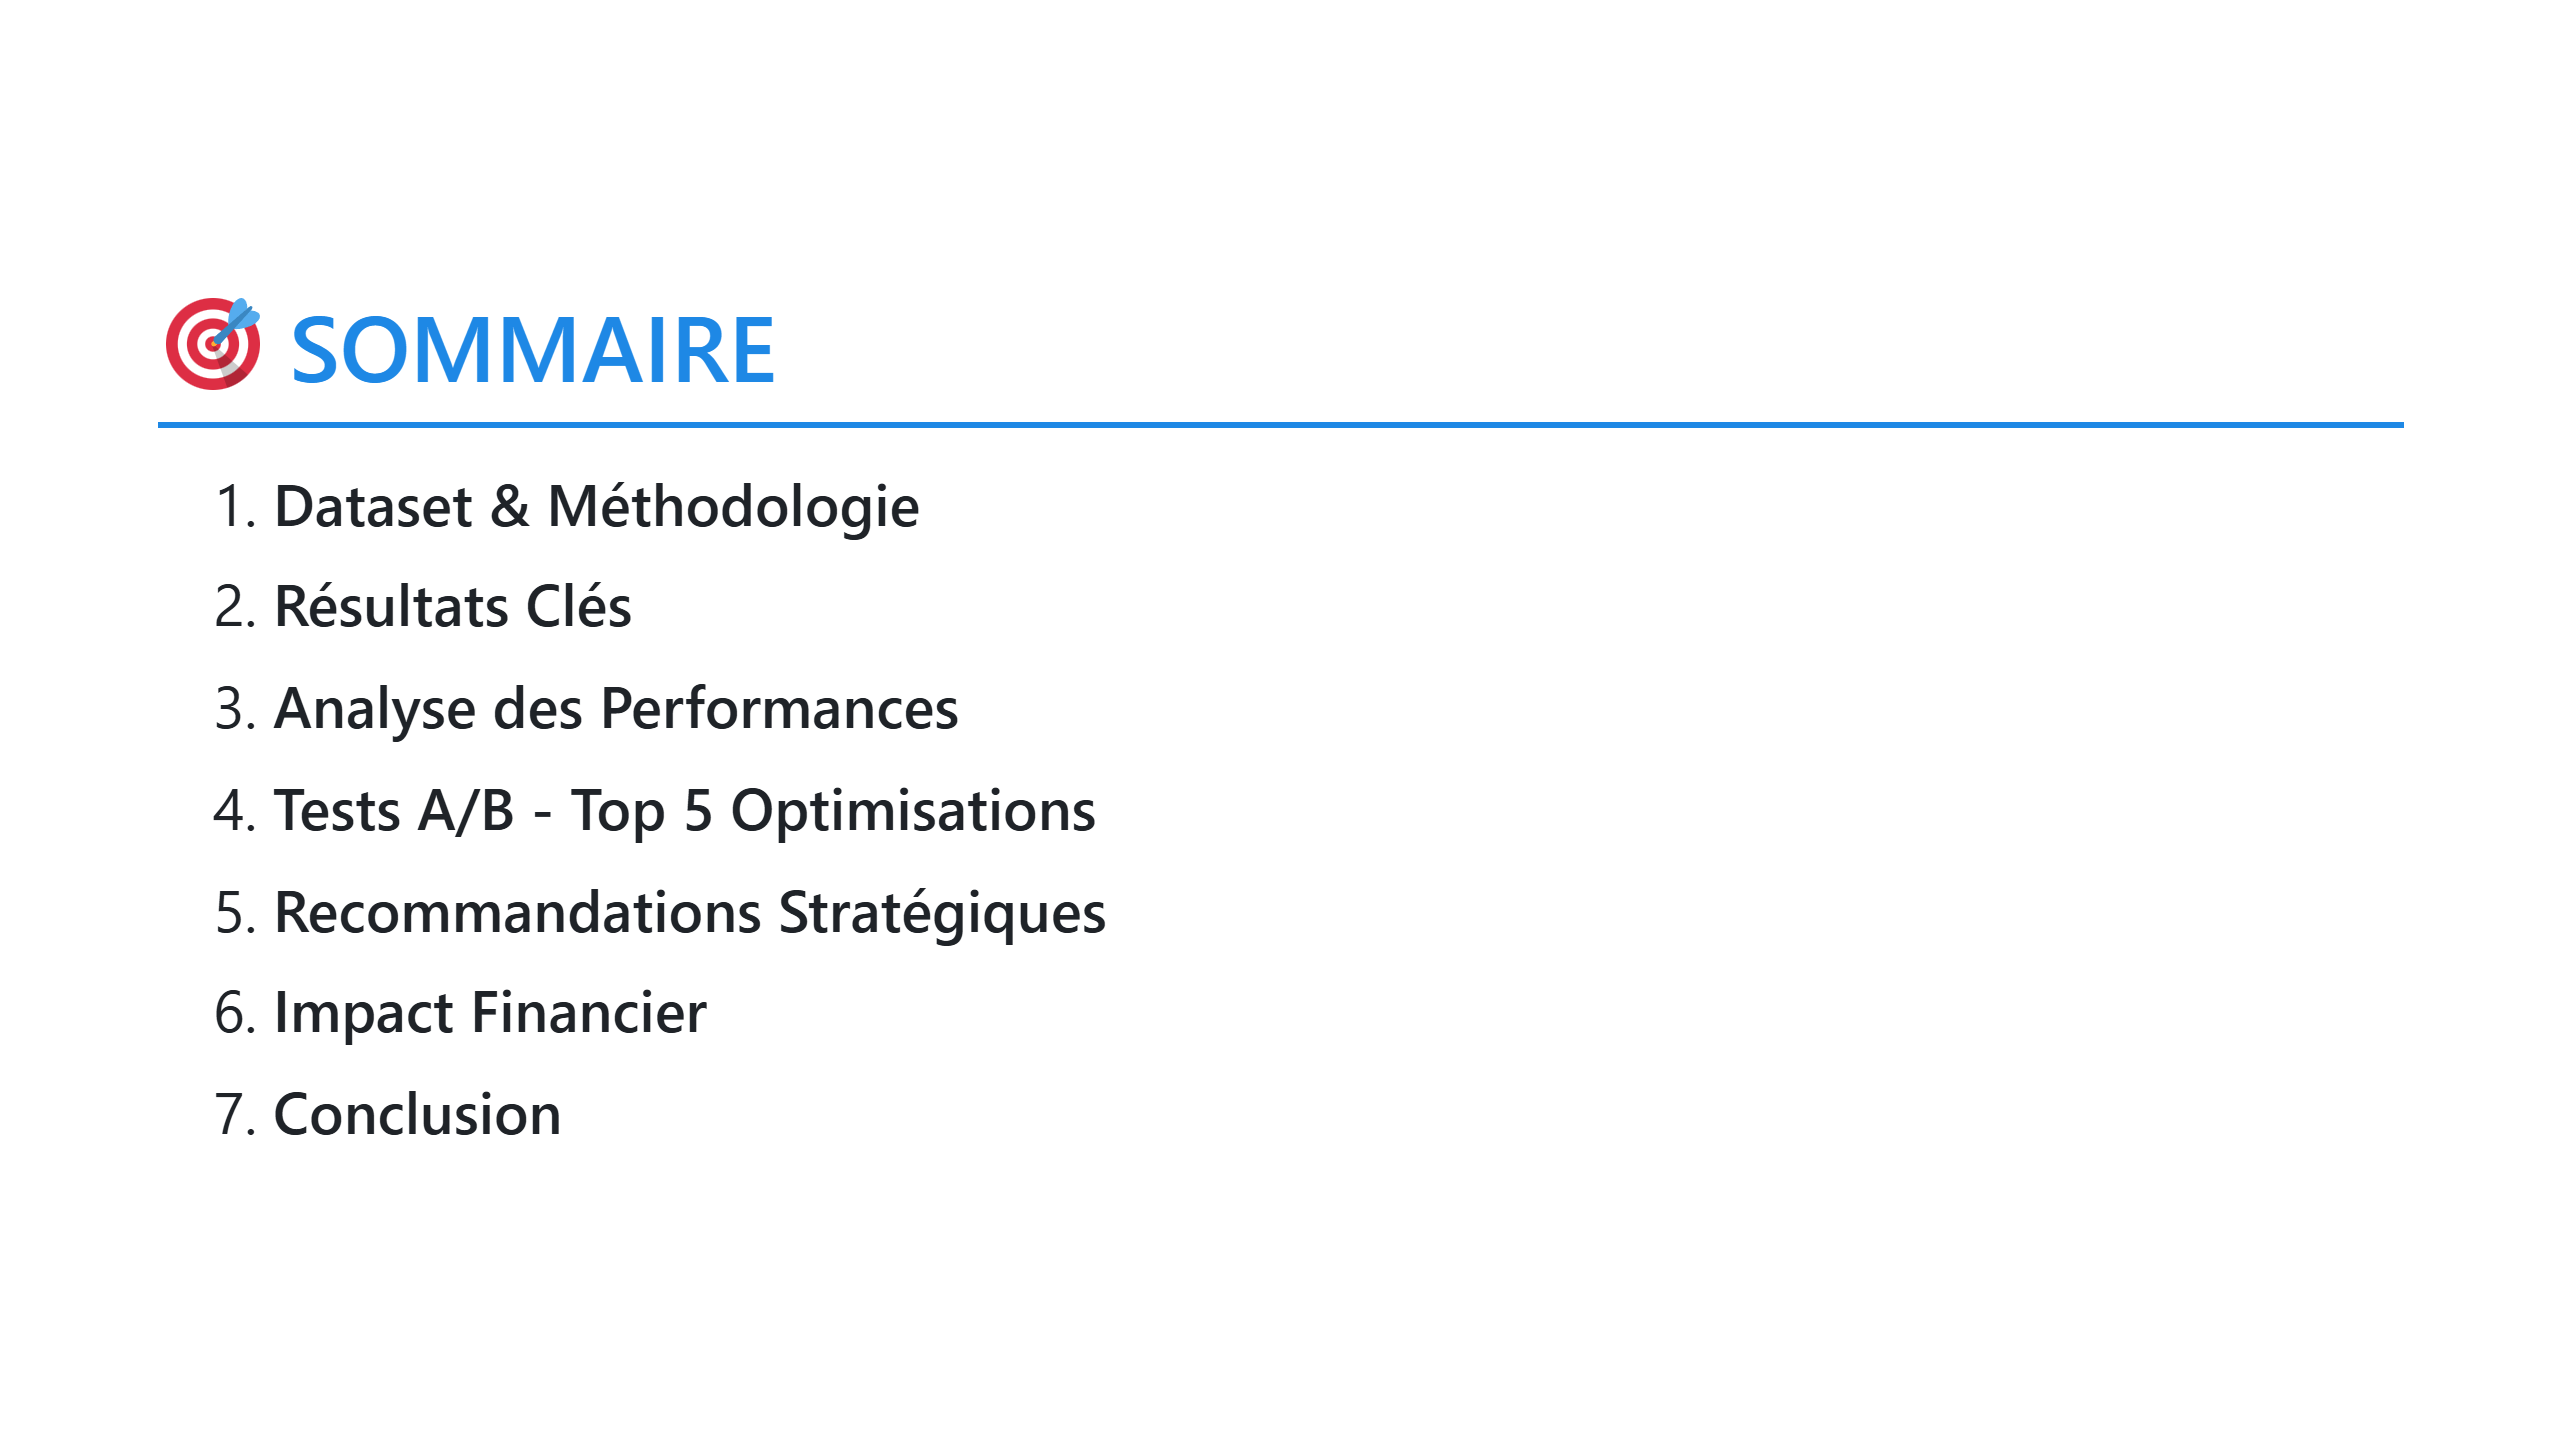 SOMMAIRE
1. Dataset & Méthodologie
2. Résultats Clés
3. Analyse des Performances
4. Tests A/B - Top 5 Optimisations
5. Recommandations Stratégiques
6. Impact Financier
7. Conclusion